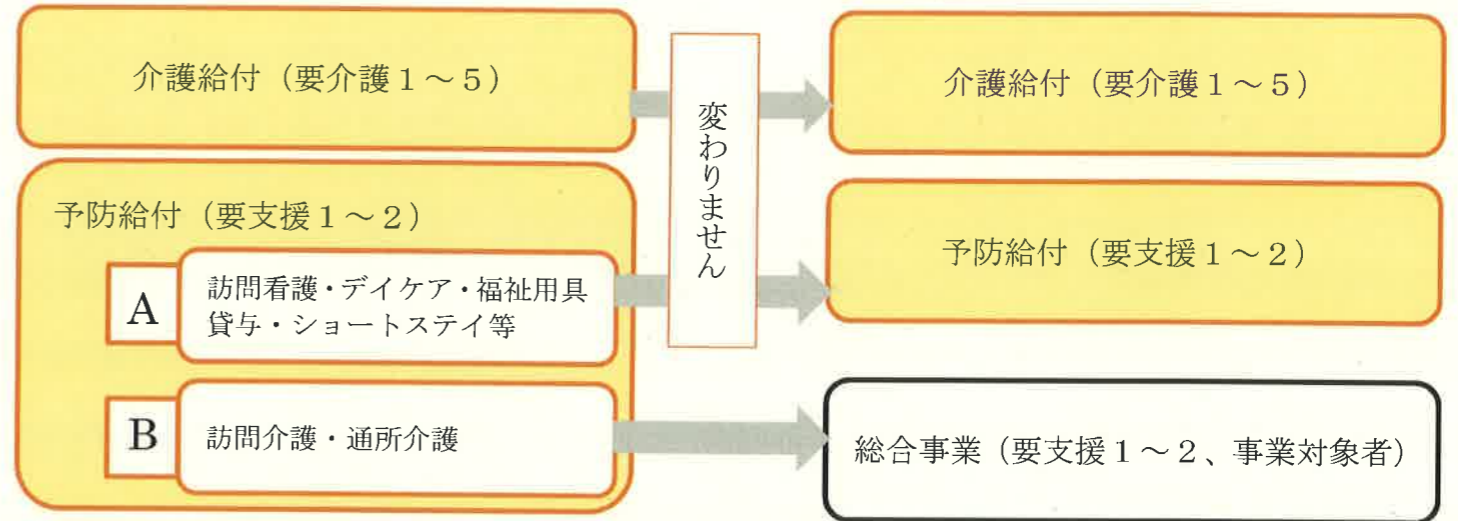 介護給付（要介護１～５）
予防給付（要支援１～２）
A
訪問看護・デイケア・福祉用具
貸与・ショートステイ等
B
訪問介護・通所介護
変わりません
介護給付（要介護１～５）
予防給付（要支援１～２）
総合事業（要支援１～２、事業対象者）